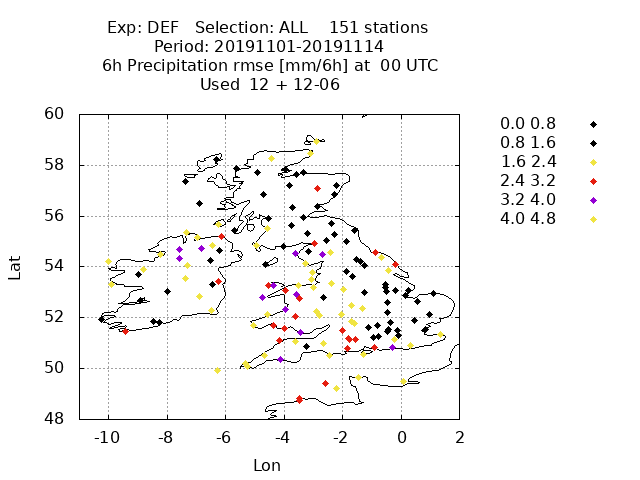 Exp: DEF Selection: ALL 151 stations
Period: 20191101-20191114
6h Precipitation rmse [mm/6h] at 00 UTC
Used 12 + 12-06
60
58
56
54
52
50
48
Lat
-10 -8 -6 -4 -2 0 2
Lon
0.0 0.8
0.8 1.6
1.6 2.4
2.4 3.2
3.2 4.0
4.0 4.8